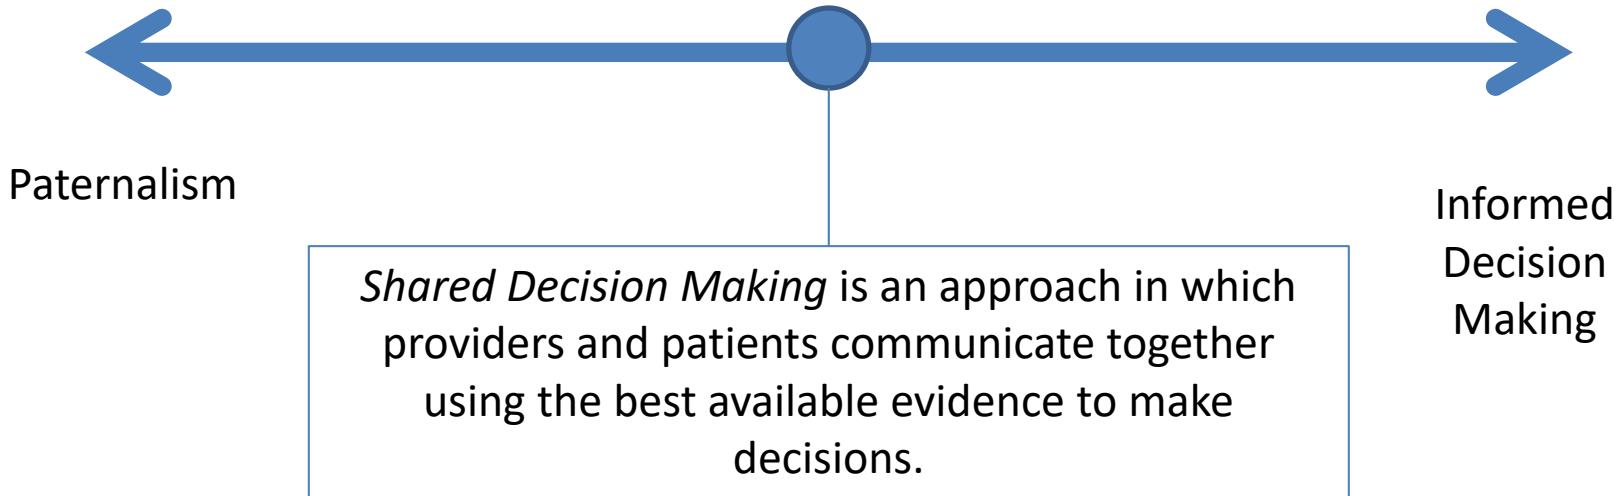 Paternalism
Informed
Decision
Making
Shared Decision Making is an approach in which
providers and patients communicate together
using the best available evidence to make
decisions.